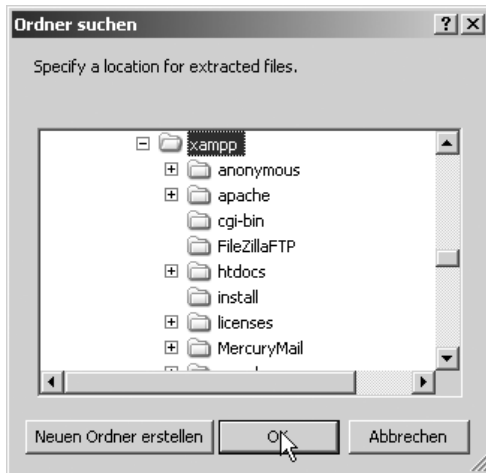 Ordner suchen
Specify a location for extracted files.
xampp
anonymous
apache
cgi-bin
FileZillaFTP
htdocs
install
licenses
MercuryMail
Neuen Ordner erstellen OK Abbrechen